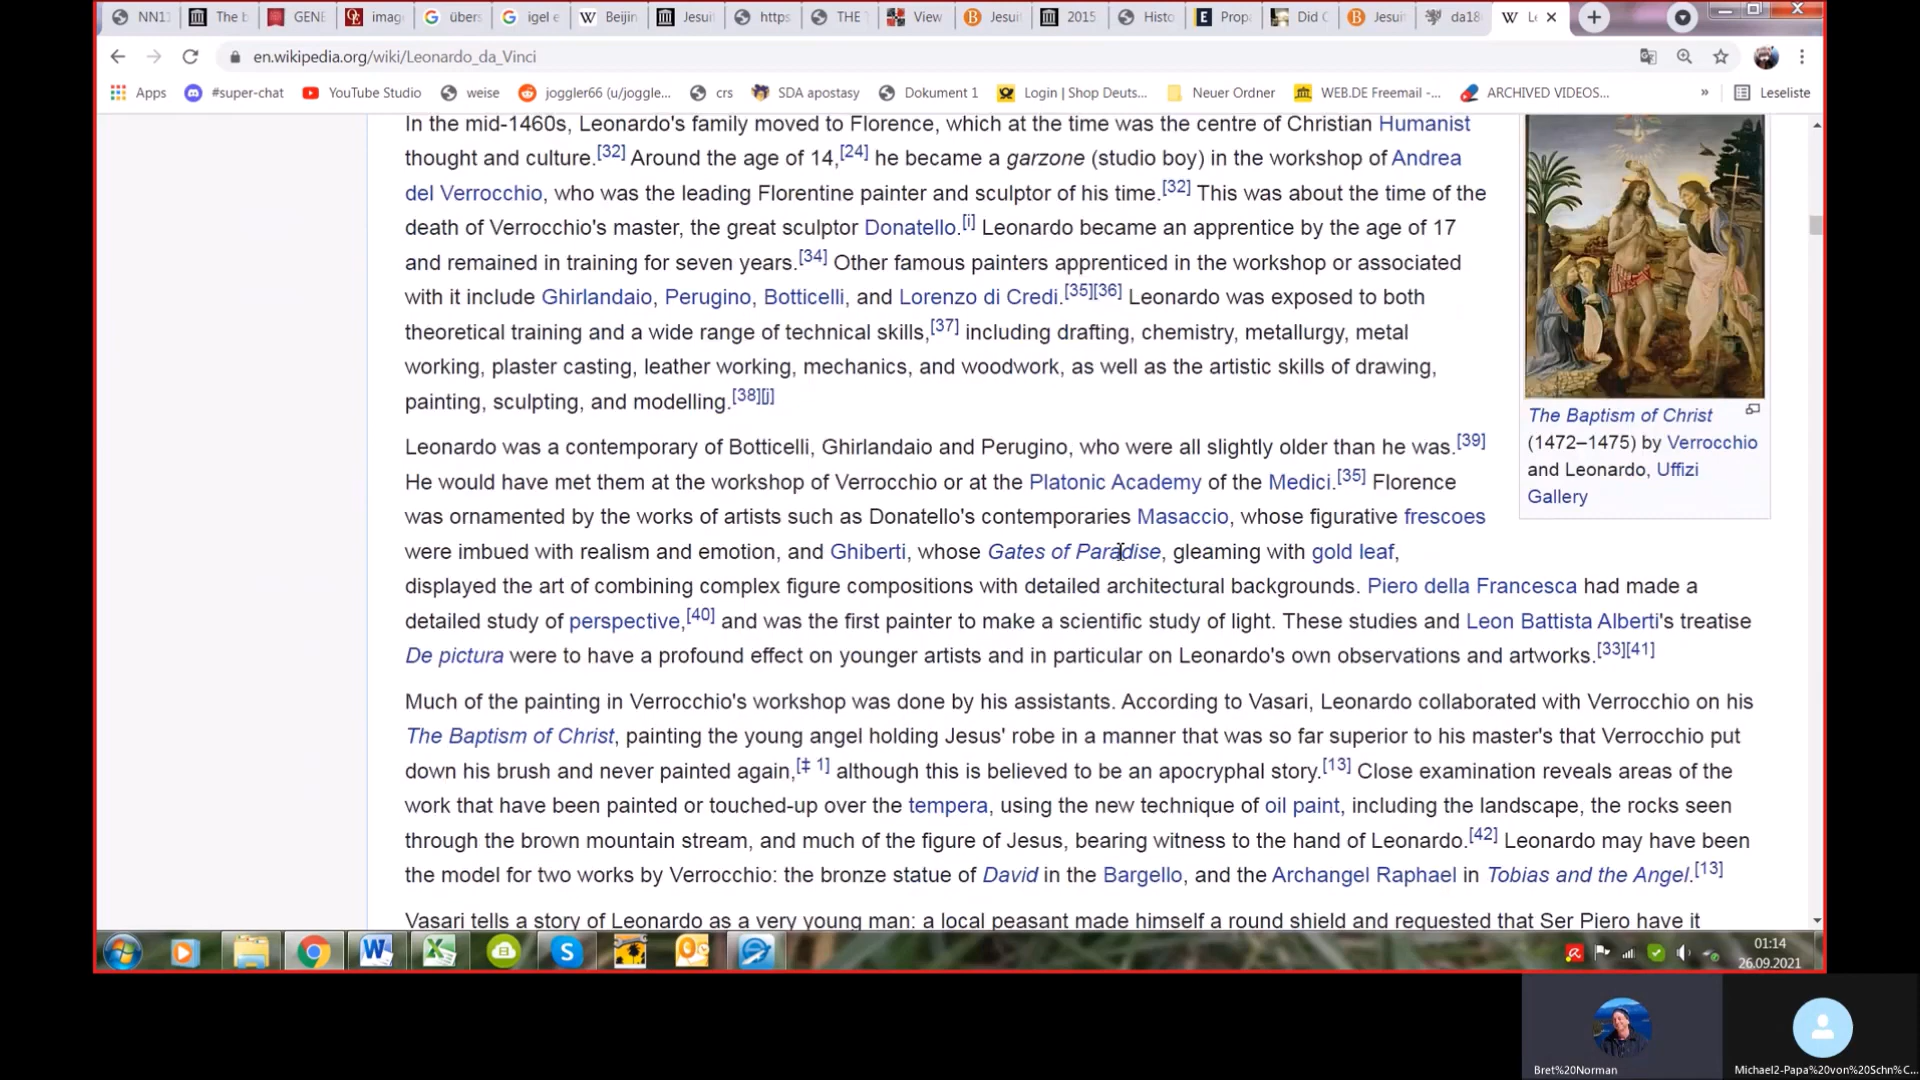 NN1:
The b
GENE
imag
übers
igel e
Beijin
Jesui
https
THE
View
Jesui
2015
Histo
Prop
Did C
Jesui
da18
en.wikipedia.org/wiki/Leonardo_da_Vinci
Apps #super-chat YouTube Studio weise joggler66 (u/joggle... crs SDA apostasy Dokument 1 Login | Shop Deuts... Neuer Ordner WEB.DE Freemail -... ARCHIVED VIDEOS... » Leseliste
In the mid-1460s, Leonardo's family moved to Florence, which at the time was the centre of Christian Humanist
thought and culture.[32] Around the age of 14,[24] he became a garzone (studio boy) in the workshop of Andrea
del Verrocchio, who was the leading Florentine painter and sculptor of his time.[32] This was about the time of the
death of Verrocchio's master, the great sculptor Donatello.[i] Leonardo became an apprentice by the age of 17
and remained in training for seven years.[34] Other famous painters apprenticed in the workshop or associated
with it include Ghirlandaio, Perugino, Botticelli, and Lorenzo di Credi.[35][36] Leonardo was exposed to both
theoretical training and a wide range of technical skills,[37] including drafting, chemistry, metallurgy, metal
working, plaster casting, leather working, mechanics, and woodwork, as well as the artistic skills of drawing,
painting, sculpting, and modelling.[38][j]
The Baptism of Christ
(1472–1475) by Verrocchio
and Leonardo, Uffizi
Gallery
Leonardo was a contemporary of Botticelli, Ghirlandaio and Perugino, who were all slightly older than he was.[39]
He would have met them at the workshop of Verrocchio or at the Platonic Academy of the Medici.[35] Florence
was ornamented by the works of artists such as Donatello's contemporaries Masaccio, whose figurative frescoes
were imbued with realism and emotion, and Ghiberti, whose Gates of Paradise, gleaming with gold leaf,
displayed the art of combining complex figure compositions with detailed architectural backgrounds. Piero della Francesca had made a
detailed study of perspective,[40] and was the first painter to make a scientific study of light. These studies and Leon Battista Alberti's treatise
De pictura were to have a profound effect on younger artists and in particular on Leonardo's own observations and artworks.[33][41]
Much of the painting in Verrocchio's workshop was done by his assistants. According to Vasari, Leonardo collaborated with Verrocchio on his
The Baptism of Christ, painting the young angel holding Jesus' robe in a manner that was so far superior to his master's that Verrocchio put
down his brush and never painted again,[‡ 1] although this is believed to be an apocryphal story.[13] Close examination reveals areas of the
work that have been painted or touched-up over the tempera, using the new technique of oil paint, including the landscape, the rocks seen
through the brown mountain stream, and much of the figure of Jesus, bearing witness to the hand of Leonardo.[42] Leonardo may have been
the model for two works by Verrocchio: the bronze statue of David in the Bargello, and the Archangel Raphael in Tobias and the Angel.[13]
Vasari tells a story of Leonardo as a very young man: a local peasant made himself a round shield and requested that Ser Piero have it
01:14
26.09.2021
Bret%20Norman
Michael2-Papa%20von%20Schn%C...